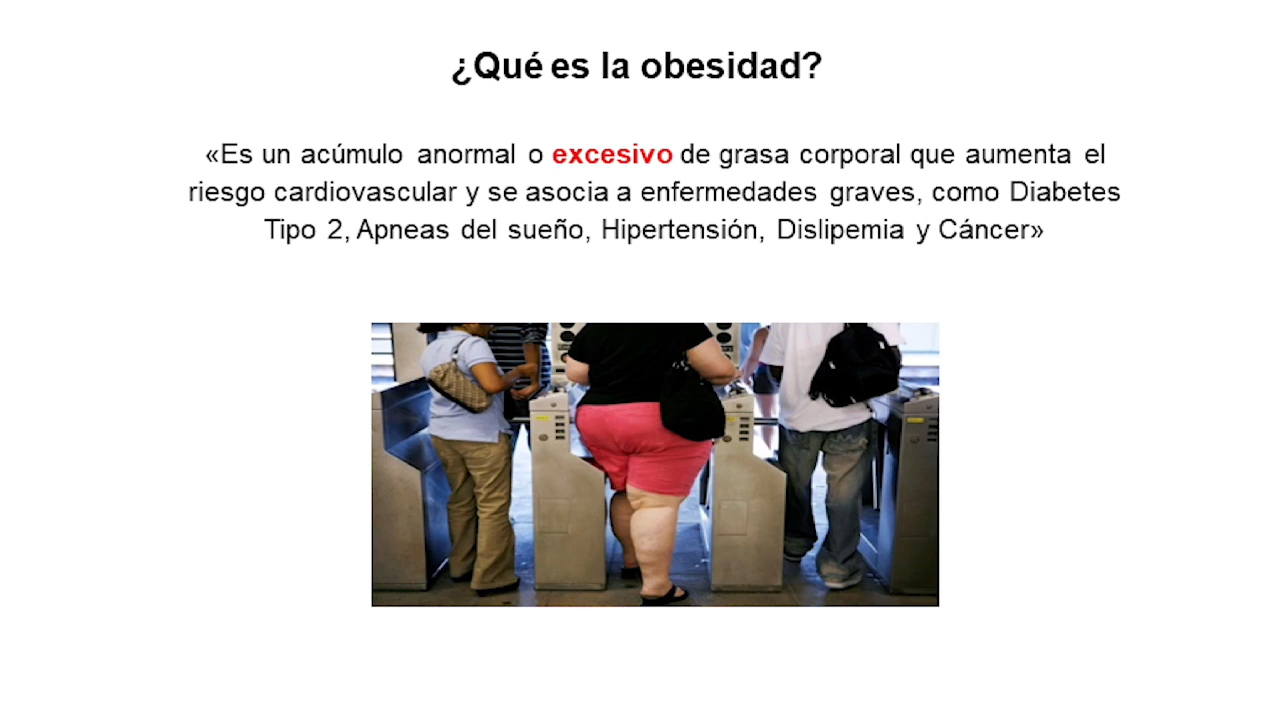 ¿Qué es la obesidad?
«Es un acúmulo anormal o excesivo de grasa corporal que aumenta el
riesgo cardiovascular y se asocia a enfermedades graves, como Diabetes
Tipo 2, Apneas del sueño, Hipertensión, Dislipemia y Cáncer»